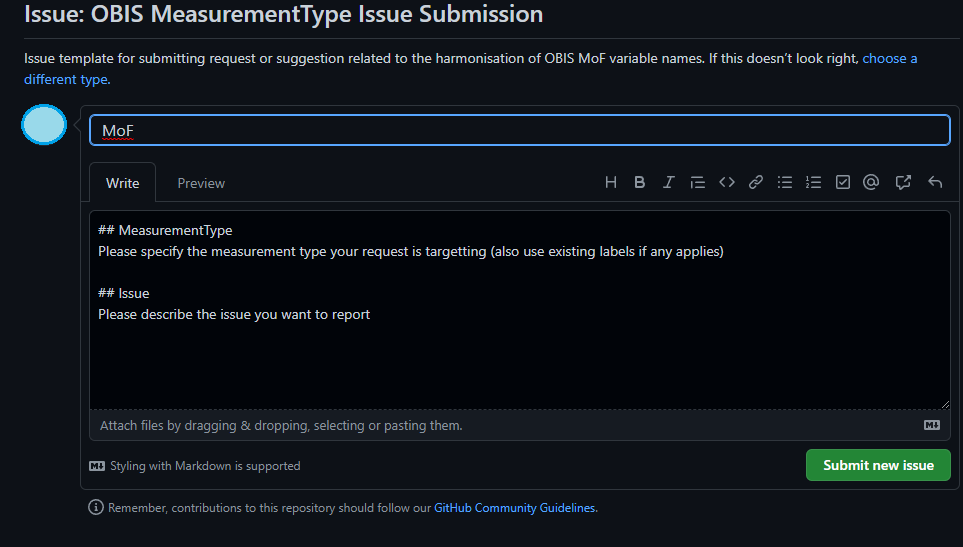 Issue: OBIS MeasurementType Issue Submission
Issue template for submitting request or suggestion related to the harmonisation of OBIS MoF variable names. If this doesn’t look right, choose a
different type.
MoF
Write Preview
## MeasurementType
Please specify the measurement type your request is targetting (also use existing labels if any applies)
## Issue
Please describe the issue you want to report
Attach files by dragging & dropping, selecting or pasting them.
Styling with Markdown is supported
Submit new issue
Remember, contributions to this repository should follow our GitHub Community Guidelines.